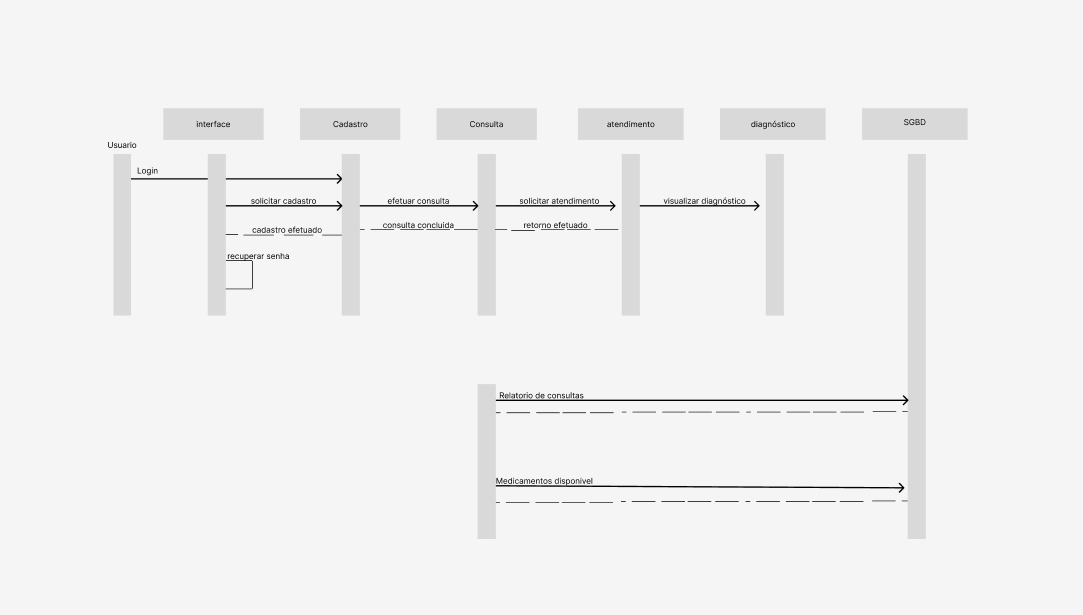 interface
Cadastro
Consulta
atendimento
diagnóstico
SGBD
Usuario
Login
solicitar cadastro
efetuar consulta
solicitar atendimento
visualizar diagnóstico
cadastro efetuado
consulta concluida
retorno efetuado
recuperar senha
Relatorio de consultas
Medicamentos disponivel